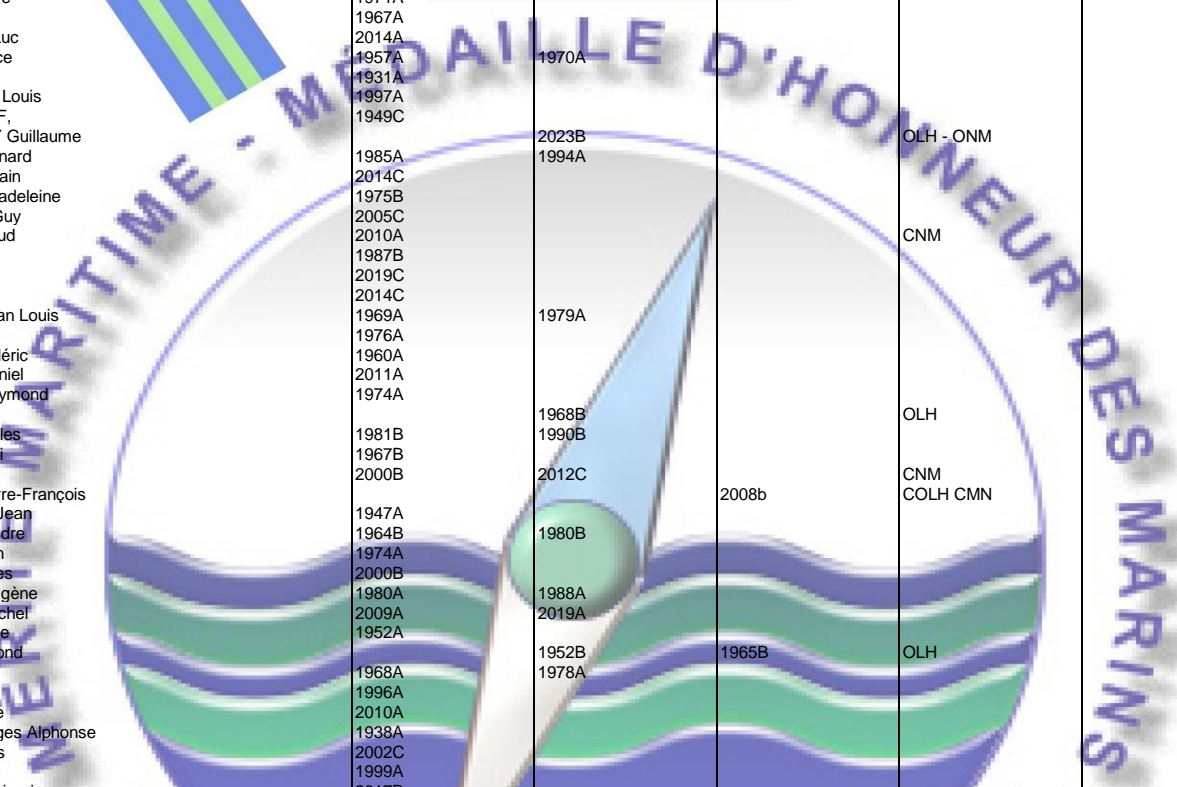 1967A
Luc 2014A
ce 1957A 1970A
1931A
Louis 1997A
F, 1949C
Y Guillaume 2023B OLH - ONM
nard 1985A 1994A
ain 2014C
adeleine 1975B
Guy 2005C
ud 2010A CNM
1987B
2019C
2014C
an Louis 1969A 1979A
1976A
déric 1960A
niel 2011A
ymond 1974A
1968B OLH
les 1981B 1990B
i 1967B
2000B 2012C CNM
rre-François 2008b COLH CMN
Jean 1947A
dre 1964B 1980B
n 1974A
es 2000B
gène 1980A 1988A
chel 2009A 2019A
e 1952A
ond 1952B 1965B OLH
1968A 1978A
1996A
e 2010A
ges Alphonse 1938A
s 2002C
1999A
MÉRITE MARITIME - MÉDAILLE D'HONNEUR DES MARINS